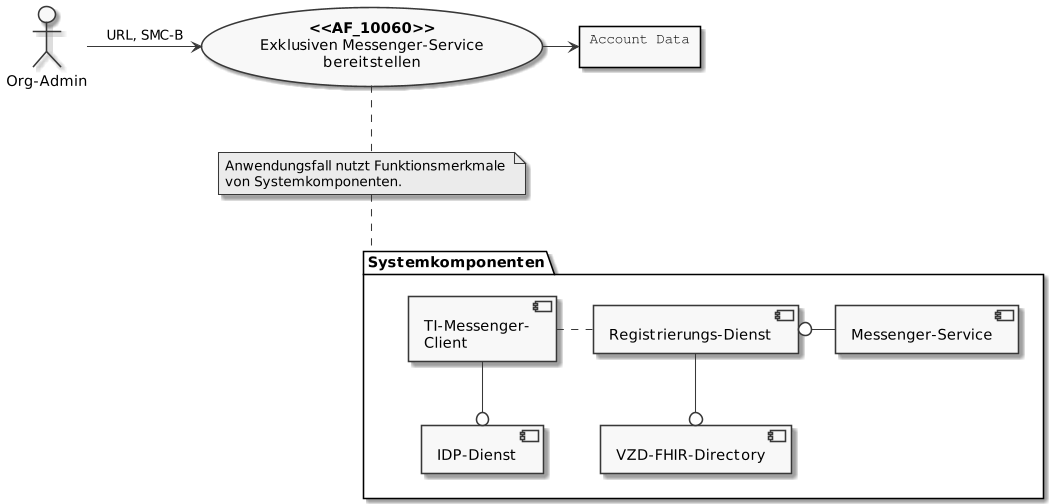 <<AF_10060>>
URL, SMC-B
Exklusiven Messenger-Service
bereitstellen
Account Data
Org-Admin
Anwendungsfall nutzt Funktionsmerkmale
von Systemkomponenten.
Systemkomponenten
TI-Messenger-
Client
Registrierungs-Dienst
Messenger-Service
IDP-Dienst
VZD-FHIR-Directory